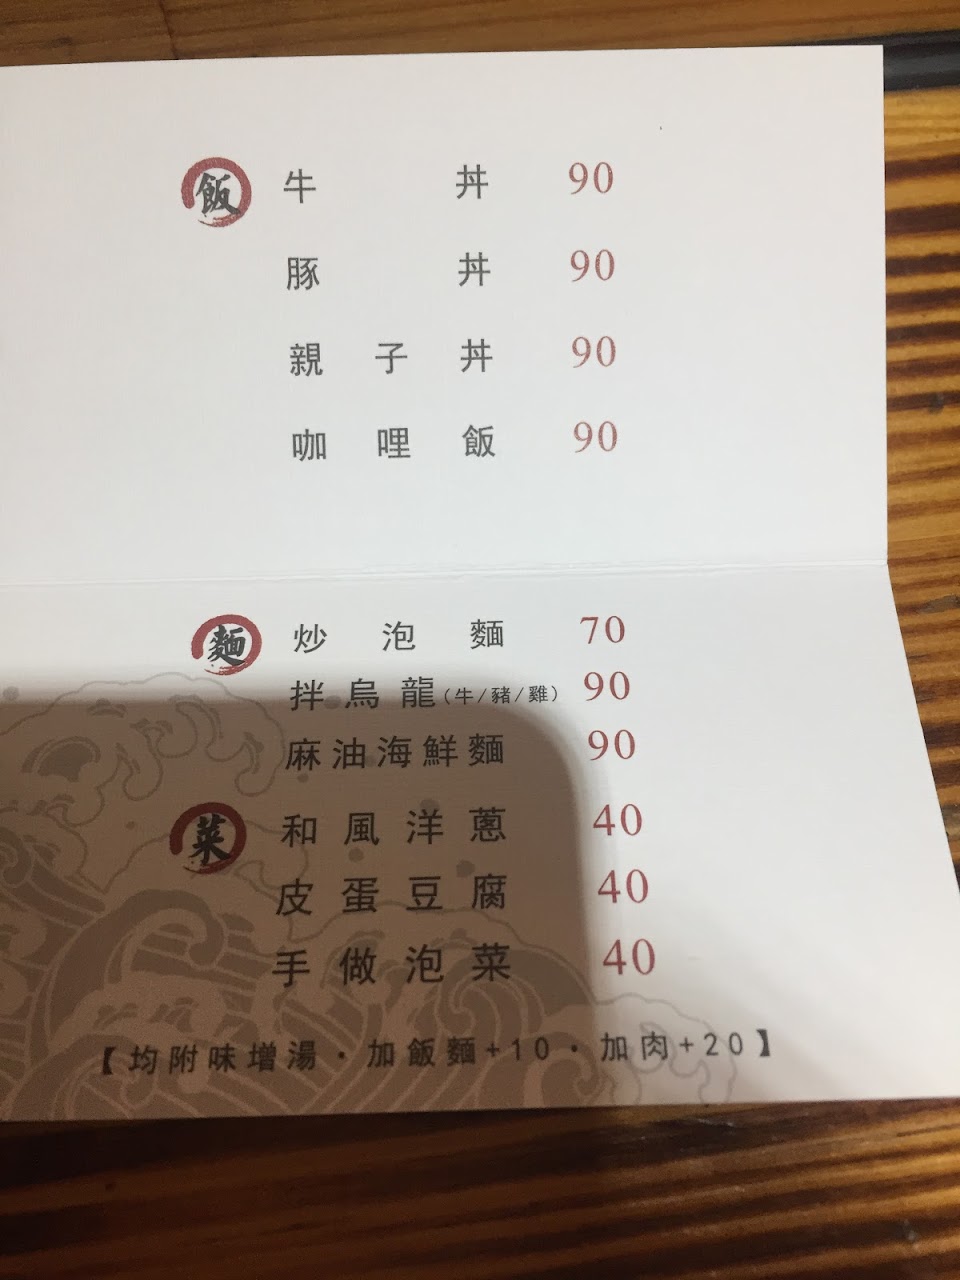 飯 牛丼 90
豚丼 90
親子丼 90
咖哩飯 90
麵 炒泡麵 70
拌烏龍(牛/豬/雞) 90
麻油海鮮麵 90
菜 和風洋蔥 40
皮蛋豆腐 40
手做泡菜 40
【均附味增湯・加飯麵+10・加肉+20】